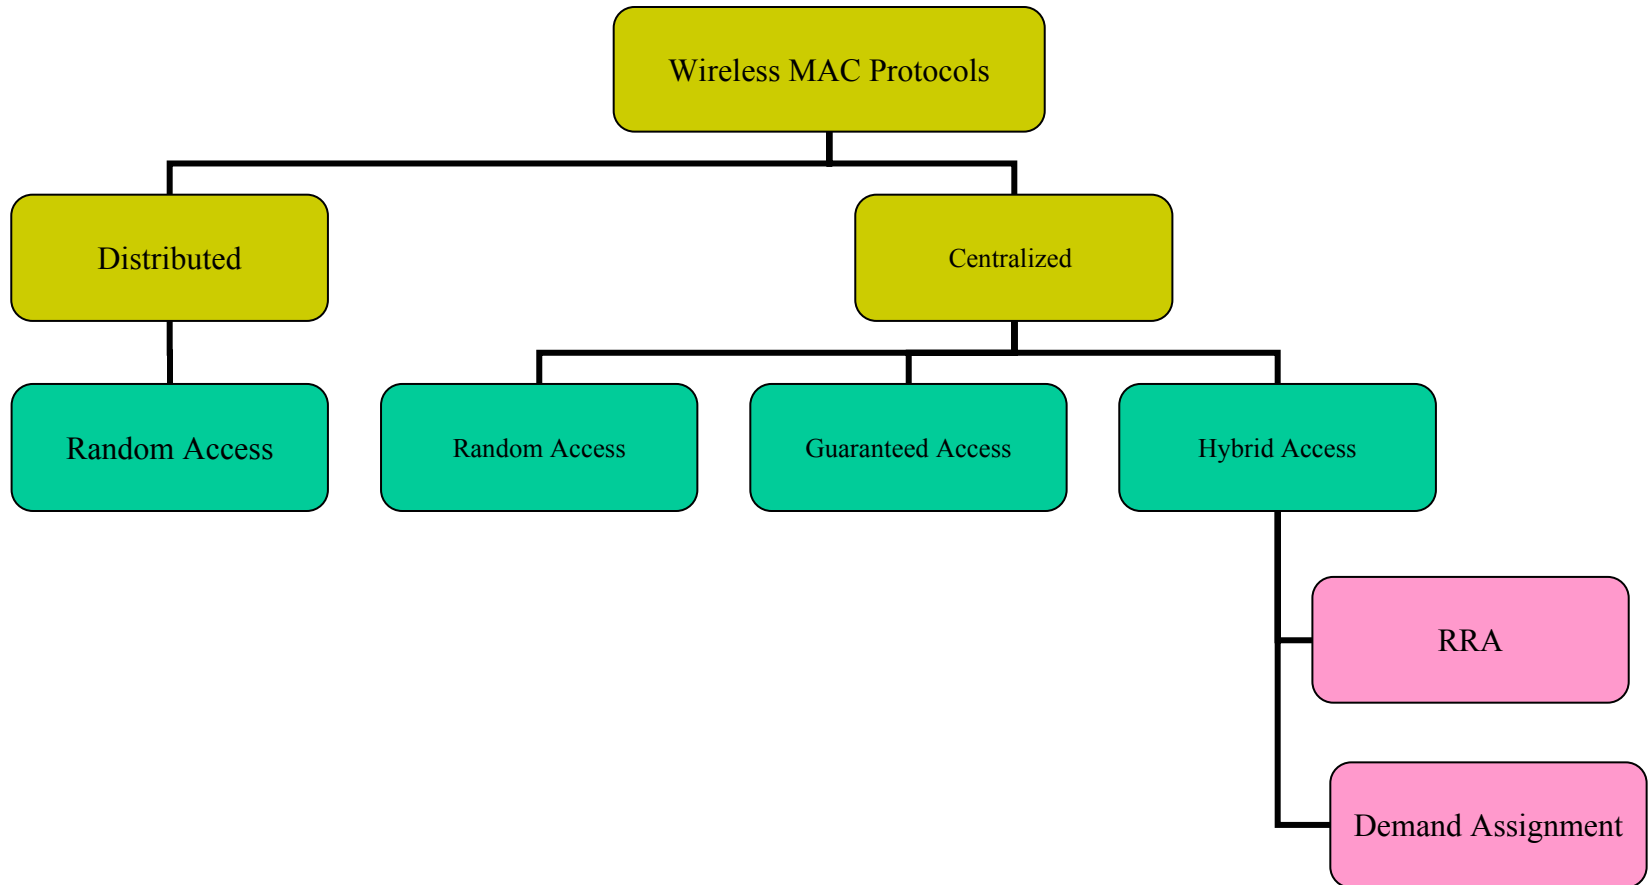 Wireless MAC Protocols
Distributed
Centralized
Random Access
Random Access
Guaranteed Access
Hybrid Access
RRA
Demand Assignment